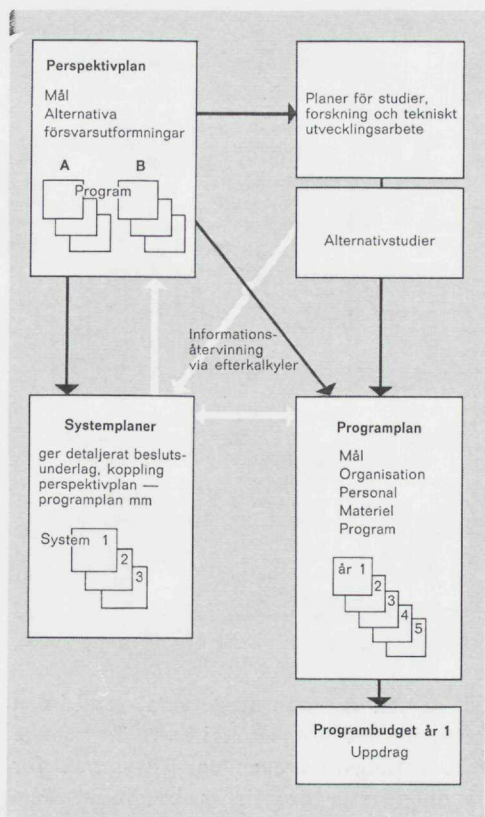 Perspektivplan
Mål
Alternativa
försvarsutformningar
A B
Program
Planer för studier,
forskning och tekniskt
utvecklingsarbete
Alternativstudier
Informations-
återvinning
via efterkalkyler
Systemplaner
ger detaljerat besluts-
underlag, koppling
perspektivplan —
programplan mm
System 1
2
3
Programplan
Mål
Organisation
Personal
Materiel
Program
år 1
2
3
4
5
Programbudget år 1
Uppdrag